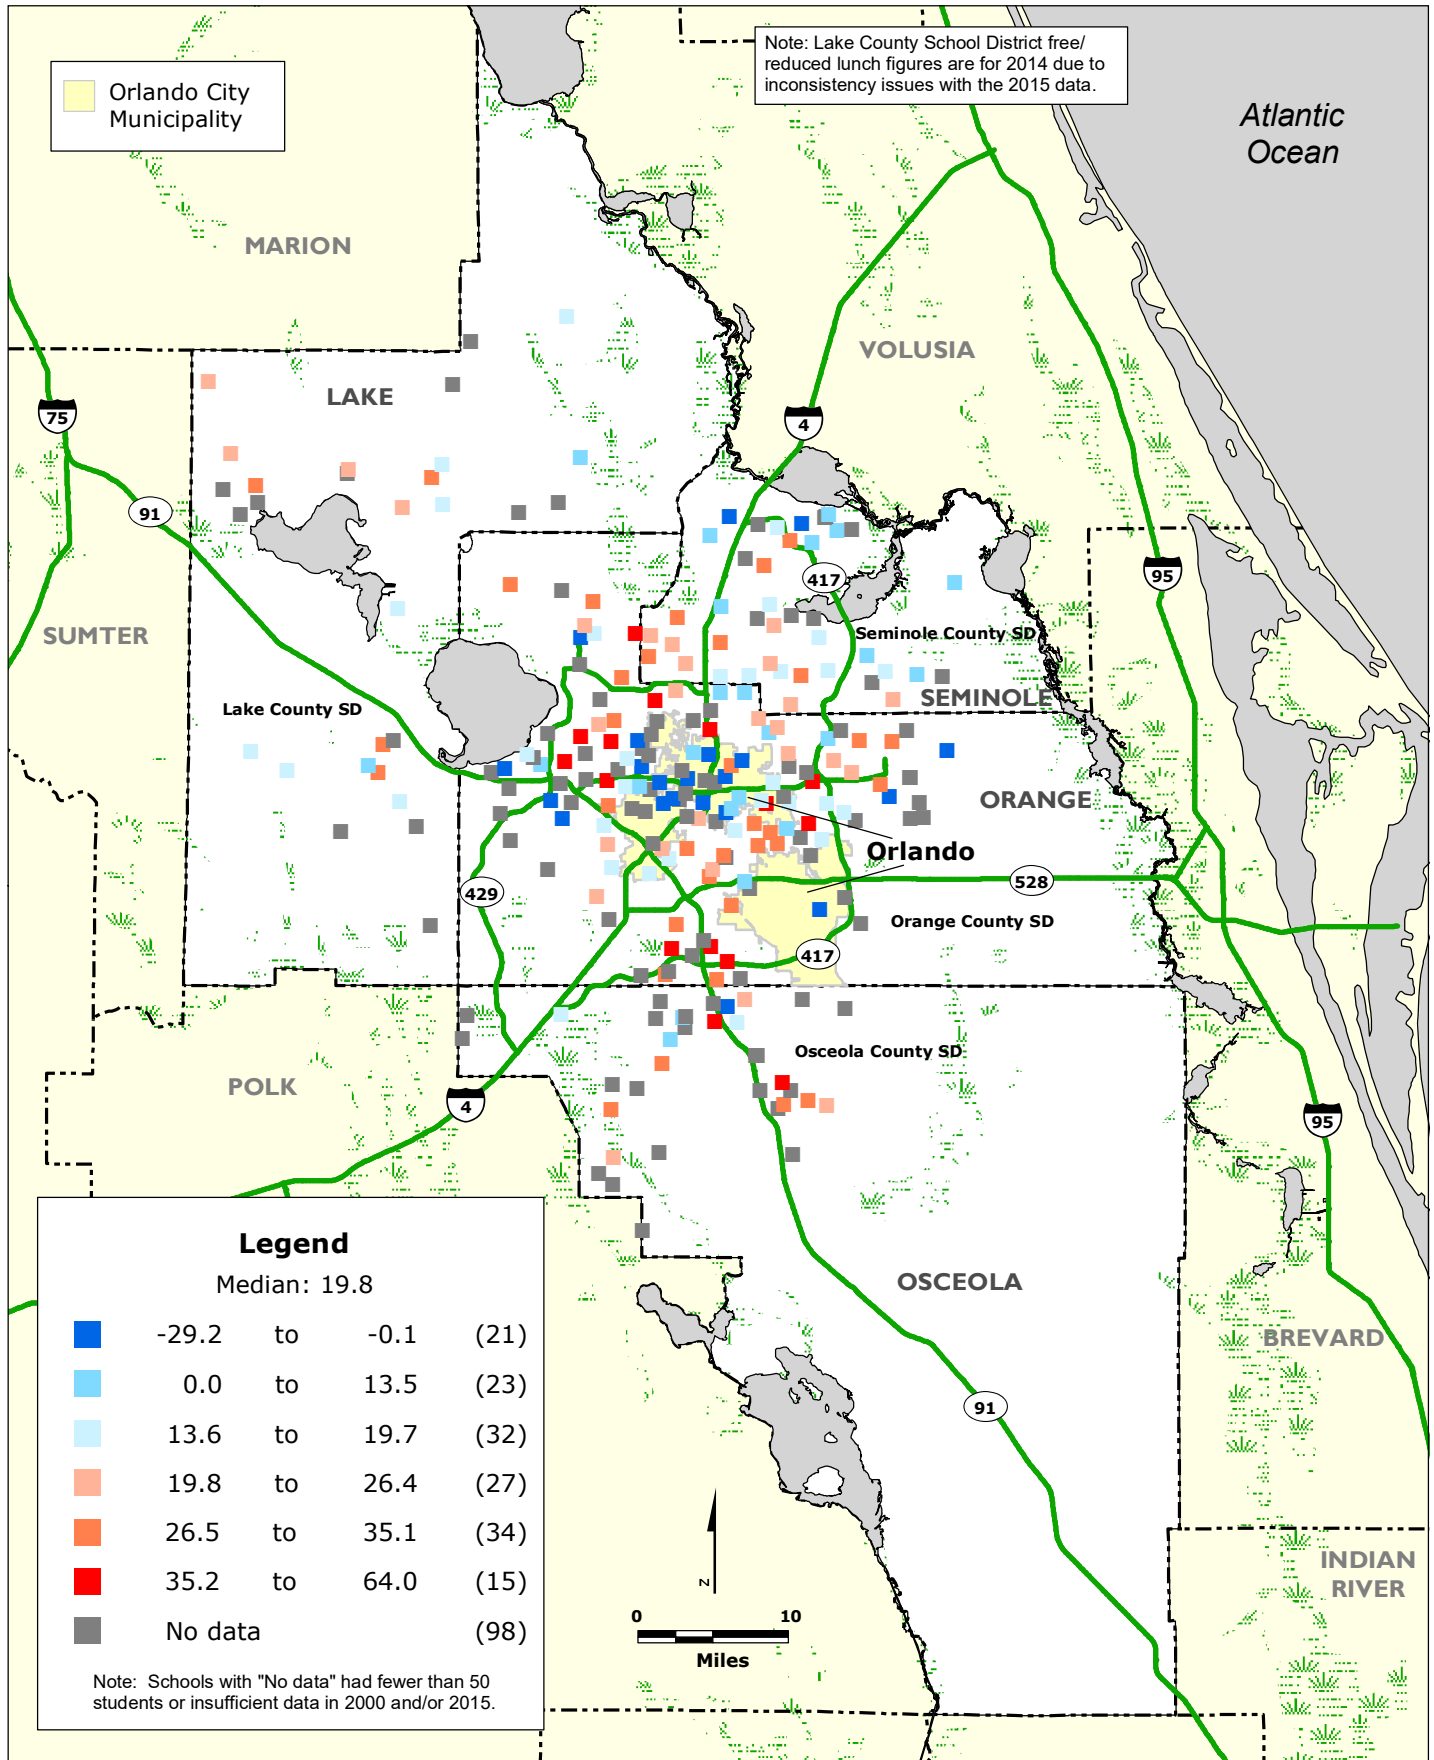 Note: Lake County School District free/
reduced lunch figures are for 2014 due to
inconsistency issues with the 2015 data.
Orlando City
Municipality
Atlantic
Ocean
MARION
VOLUSIA
LAKE
75
4
91
417
95
SUMTER
Seminole County SD
SEMINOLE
Lake County SD
ORANGE
Orlando
429
528
Orange County SD
417
Osceola County SD
POLK
4
95
OSCEOLA
BREVARD
91
INDIAN
RIVER
Legend
Median: 19.8
-29.2 to -0.1 (21)
0.0 to 13.5 (23)
13.6 to 19.7 (32)
19.8 to 26.4 (27)
26.5 to 35.1 (34)
35.2 to 64.0 (15)
No data (98)
Note: Schools with "No data" had fewer than 50
students or insufficient data in 2000 and/or 2015.
N
0 10
Miles